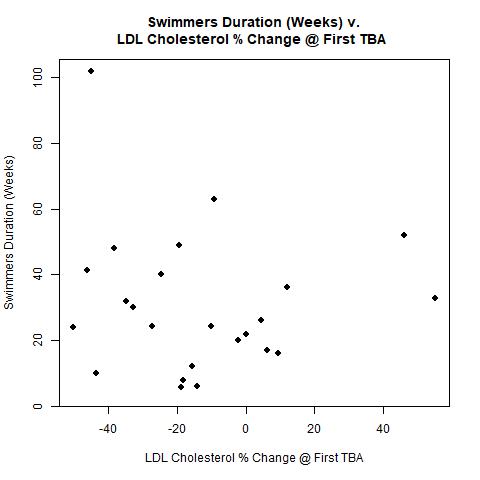 Swimmers Duration (Weeks) v.
LDL Cholesterol % Change @ First TBA
Swimmers Duration (Weeks)
100
80
60
40
20
0
-40 -20 0 20 40
LDL Cholesterol % Change @ First TBA